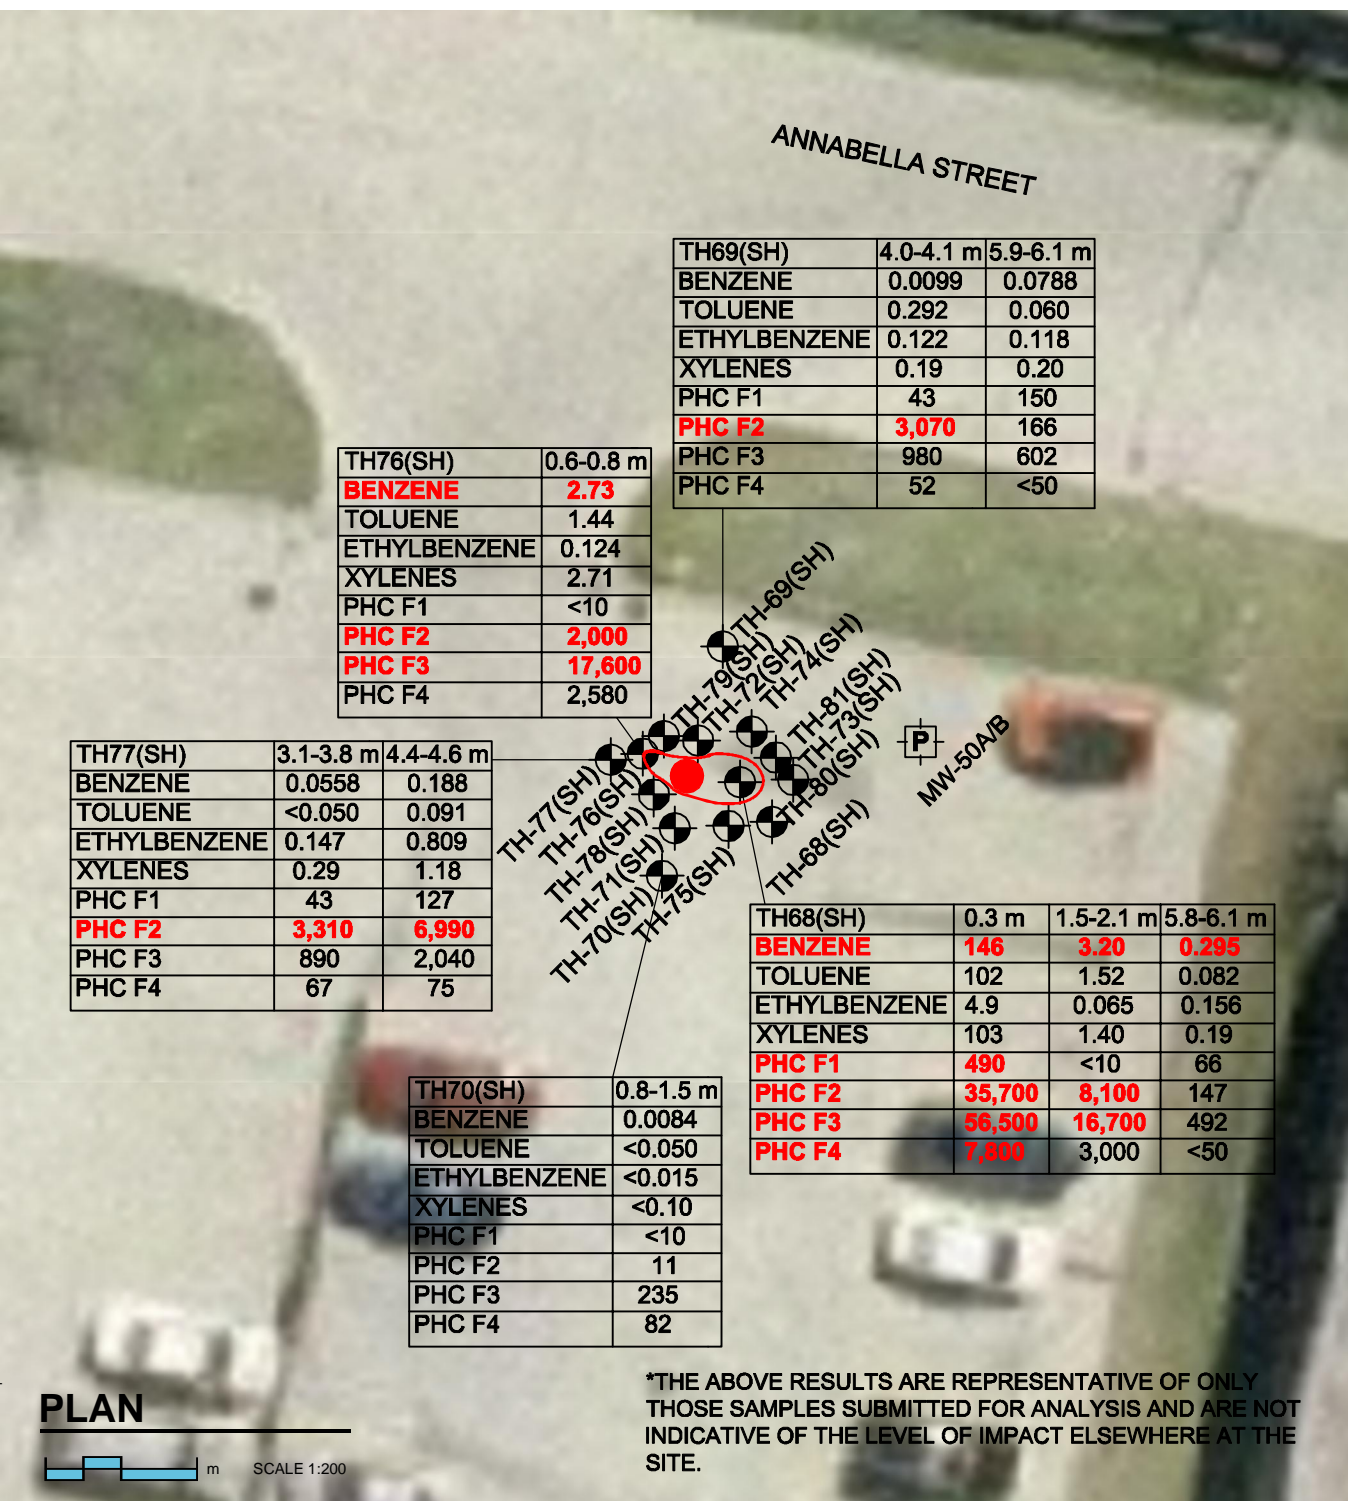 ANNABELLA STREET
TH69(SH) 4.0-4.1 m 5.9-6.1 m
BENZENE 0.0099 0.0788
TOLUENE 0.292 0.060
ETHYLBENZENE 0.122 0.118
XYLENES 0.19 0.20
PHC F1 43 150
PHC F2 3,070 166
PHC F3 980 602
PHC F4 52 <50
TH76(SH) 0.6-0.8 m
BENZENE 2.73
TOLUENE 1.44
ETHYLBENZENE 0.124
XYLENES 2.71
PHC F1 <10
PHC F2 2,000
PHC F3 17,600
PHC F4 2,580
TH-69(SH)
TH-79(SH)
TH-72(SH)
TH-74(SH)
TH-81(SH)
TH-73(SH)
TH-80(SH)
P
MW-50A/B
TH-77(SH)
TH-76(SH)
TH-78(SH)
TH-71(SH)
TH-70(SH)
TH-75(SH)
TH-68(SH)
TH77(SH) 3.1-3.8 m 4.4-4.6 m
BENZENE 0.0558 0.188
TOLUENE <0.050 0.091
ETHYLBENZENE 0.147 0.809
XYLENES 0.29 1.18
PHC F1 43 127
PHC F2 3,310 6,990
PHC F3 890 2,040
PHC F4 67 75
TH68(SH) 0.3 m 1.5-2.1 m 5.8-6.1 m
BENZENE 146 3.20 0.295
TOLUENE 102 1.52 0.082
ETHYLBENZENE 4.9 0.065 0.156
XYLENES 103 1.40 0.19
PHC F1 490 <10 66
PHC F2 35,700 8,100 147
PHC F3 56,500 16,700 492
PHC F4 7,800 3,000 <50
TH70(SH) 0.8-1.5 m
BENZENE 0.0084
TOLUENE <0.050
ETHYLBENZENE <0.015
XYLENES <0.10
PHC F1 <10
PHC F2 11
PHC F3 235
PHC F4 82
*THE ABOVE RESULTS ARE REPRESENTATIVE OF ONLY
THOSE SAMPLES SUBMITTED FOR ANALYSIS AND ARE NOT
INDICATIVE OF THE LEVEL OF IMPACT ELSEWHERE AT THE
SITE.
PLAN
m SCALE 1:200